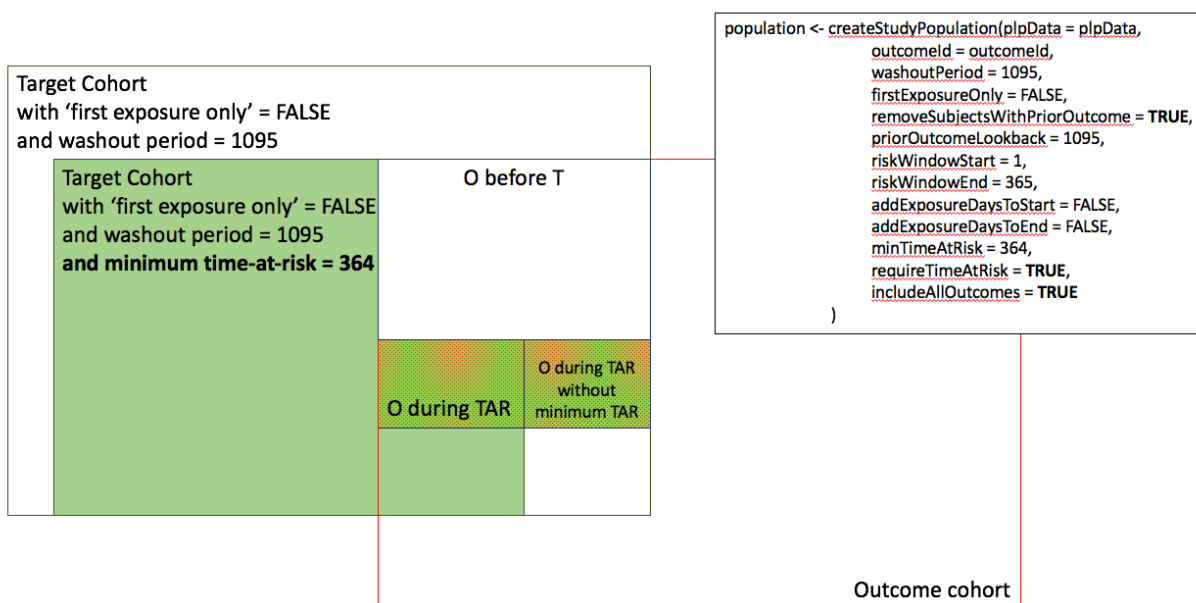 Target Cohort
with ‘first exposure only’ = FALSE
and washout period = 1095
Target Cohort
with ‘first exposure only’ = FALSE
and washout period = 1095
and minimum time-at-risk = 364
O before T
O during TAR
O during TAR
without
minimum TAR
population <- createStudyPopulation(plpData = plpData,
outcomeId = outcomeId,
washoutPeriod = 1095,
firstExposureOnly = FALSE,
removeSubjectsWithPriorOutcome = TRUE,
priorOutcomeLookback = 1095,
riskWindowStart = 1,
riskWindowEnd = 365,
addExposureDaysToStart = FALSE,
addExposureDaysToEnd = FALSE,
minTimeAtRisk = 364,
requireTimeAtRisk = TRUE,
includeAllOutcomes = TRUE
)
Outcome cohort